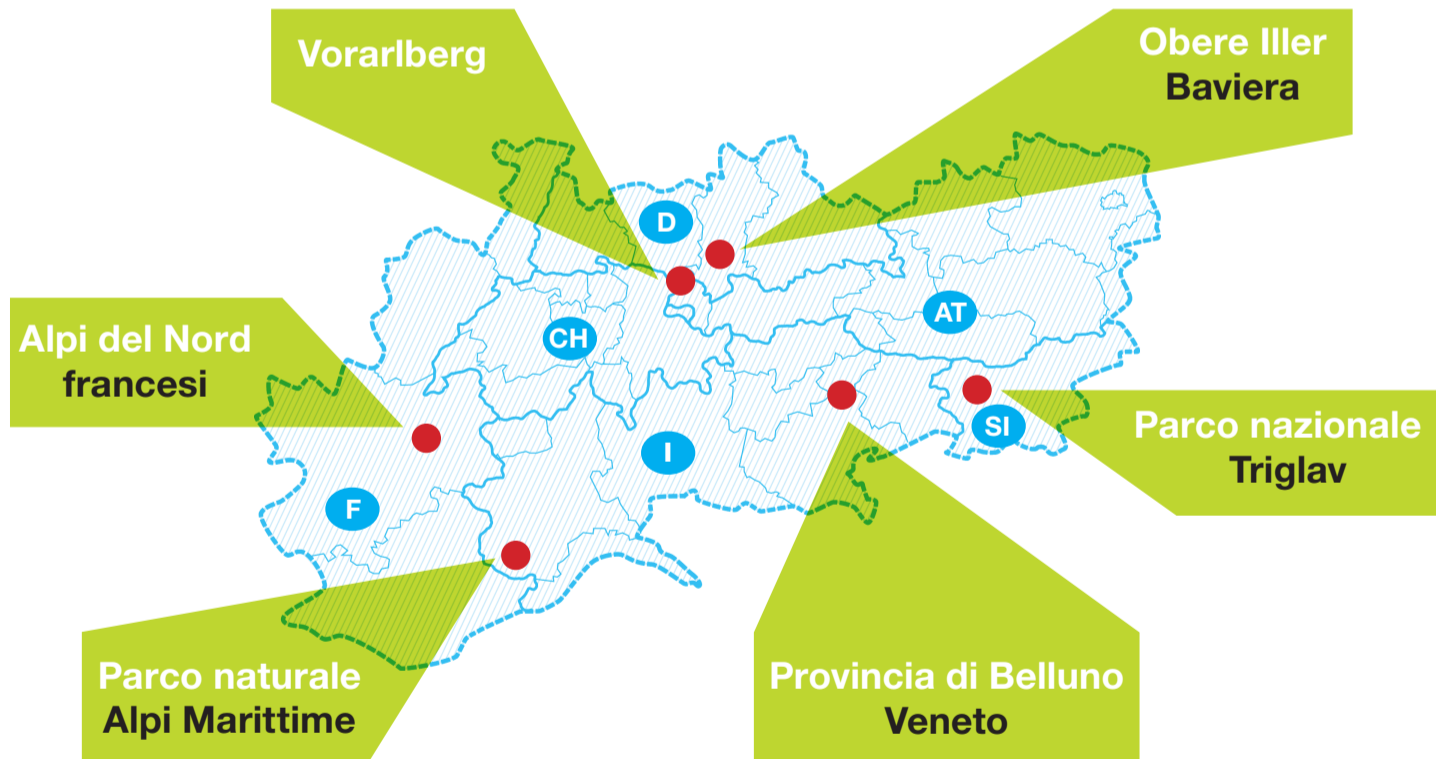 Vorarlberg
Obere Iller
Baviera
D
AT
CH
Alpi del Nord
francesi
SI
Parco nazionale
Triglav
I
F
Parco naturale
Alpi Marittime
Provincia di Belluno
Veneto